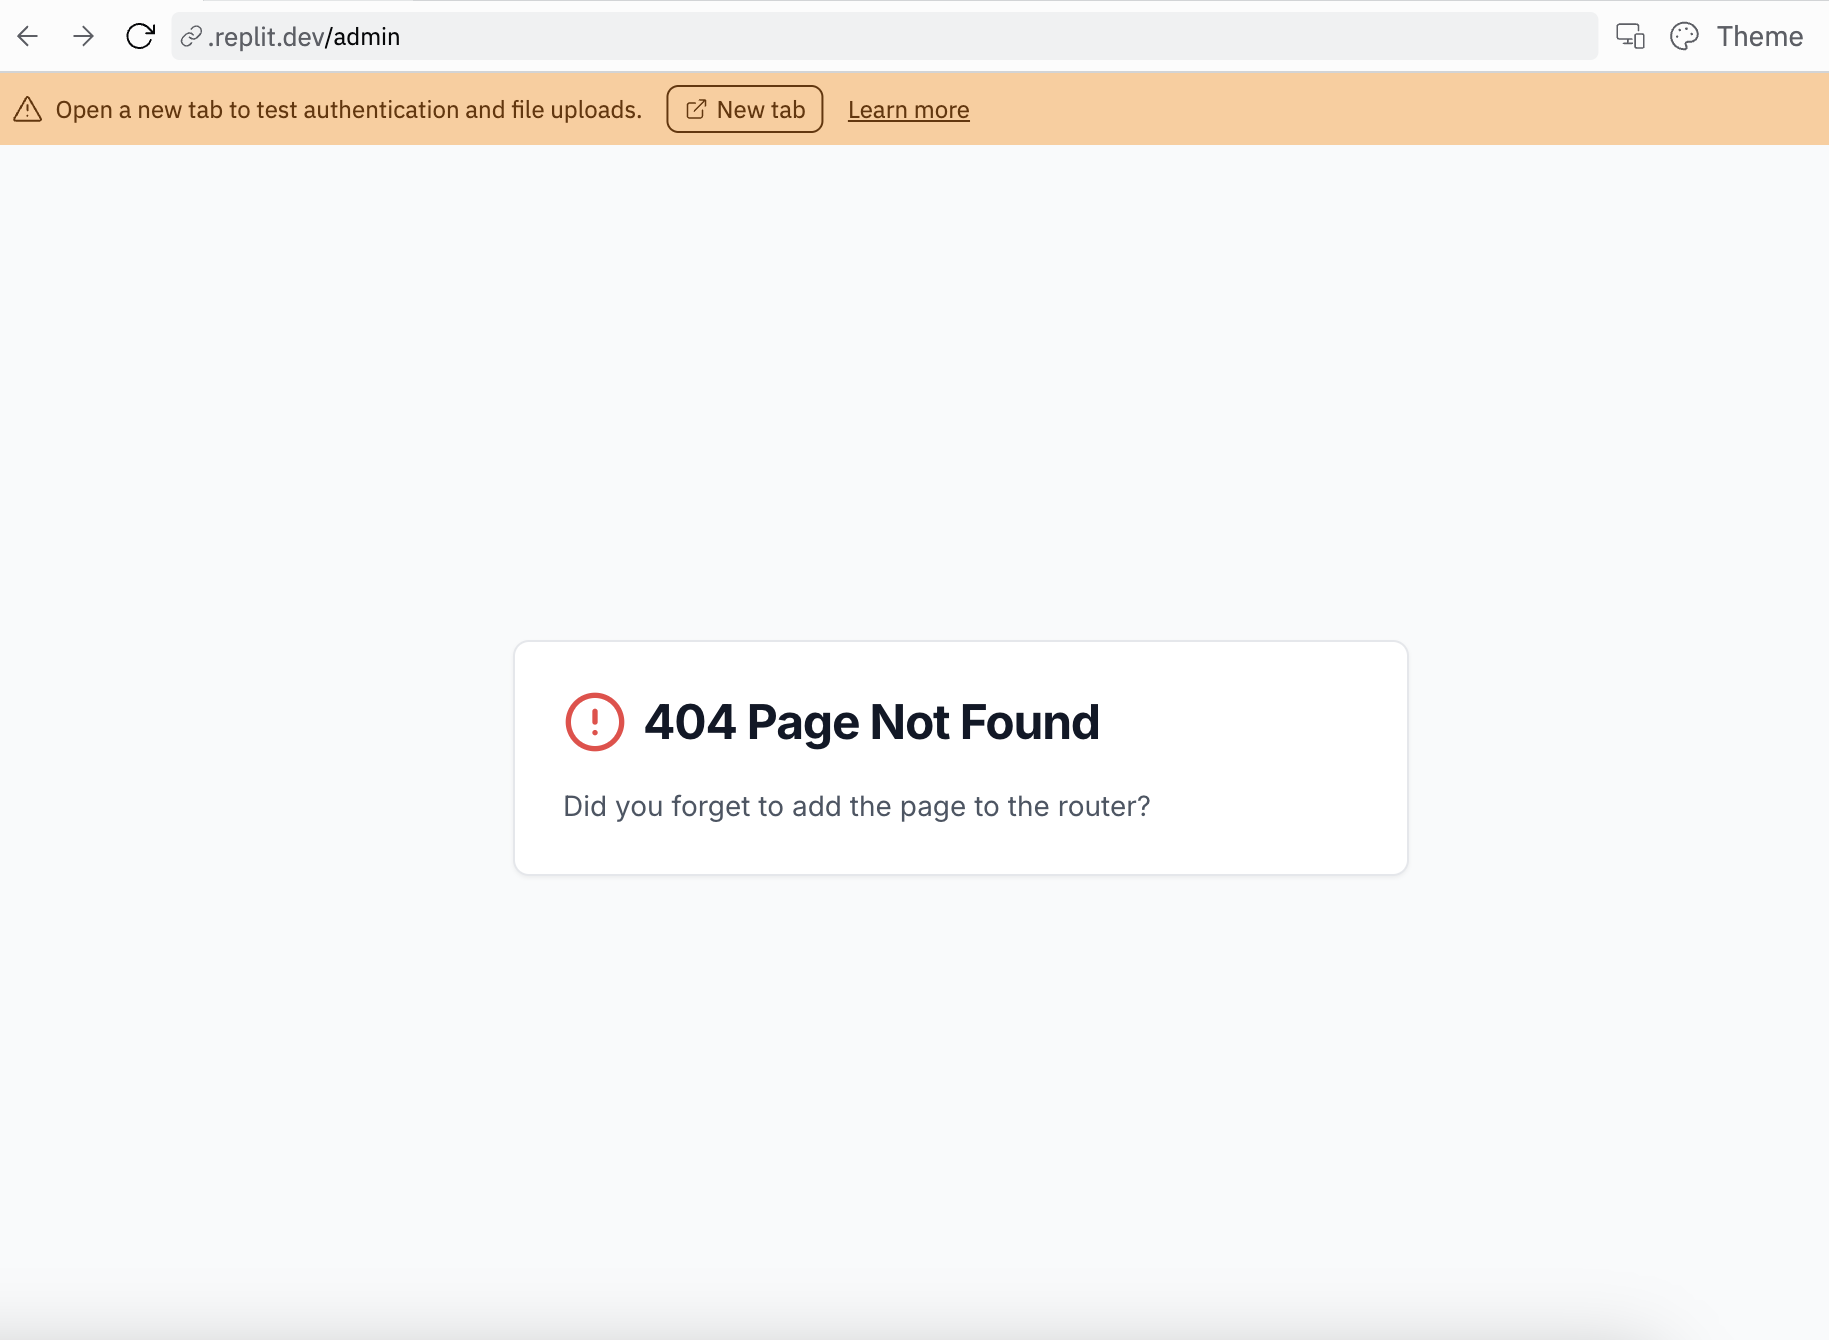 .replit.dev/admin
Theme
Open a new tab to test authentication and file uploads.
New tab
Learn more
404 Page Not Found
Did you forget to add the page to the router?